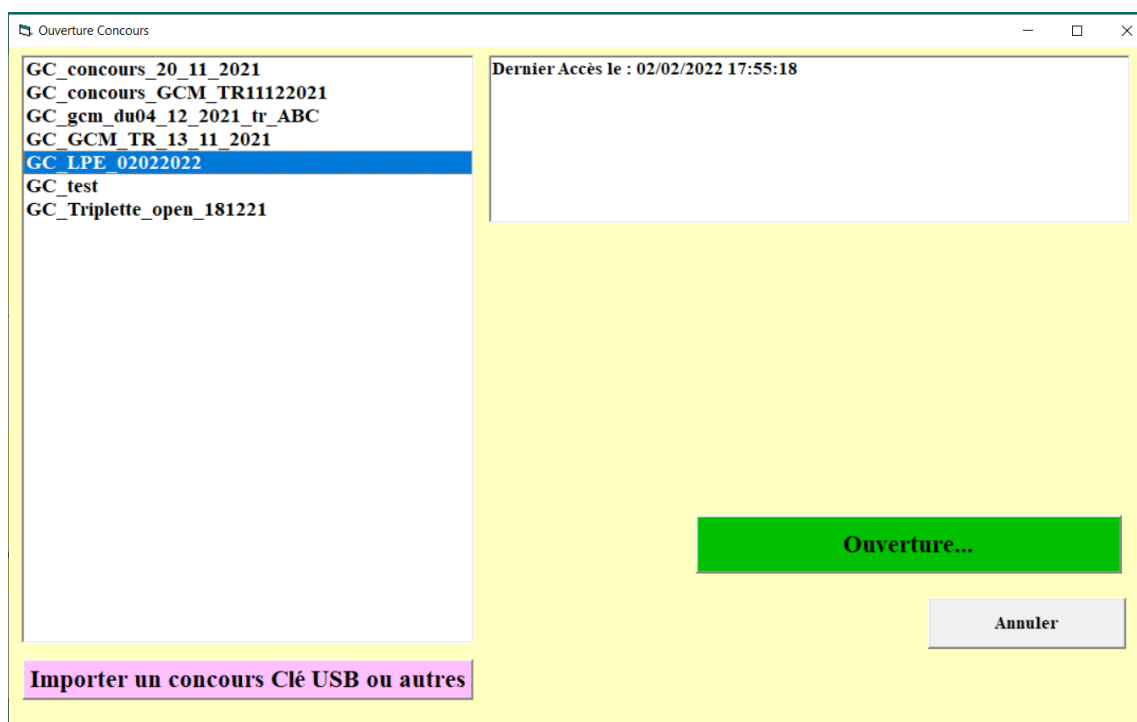 Ouverture Concours
GC_concours_20_11_2021
GC_concours_GCM_TR11122021
GC_gcm_du04_12_2021_tr_ABC
GC_GCM_TR_13_11_2021
GC_LPE_02022022
GC_test
GC_Triplette_open_181221
Dernier Accès le : 02/02/2022 17:55:18
Ouverture...
Annuler
Importer un concours Clé USB ou autres